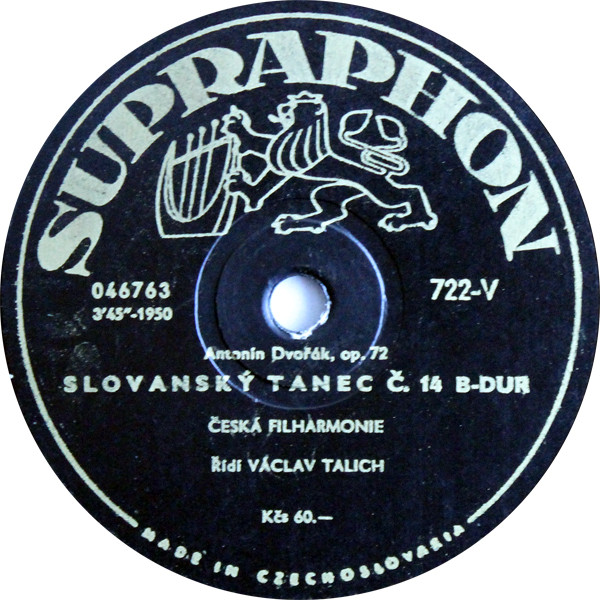 SUPRAPHON
046763
3'45"-1950
722-V
Antonín Dvořák, op. 72
SLOVANSKÝ TANEC Č. 14 B-DUR
ČESKÁ FILHARMONIE
Řídí VÁCLAV TALICH
Kčs 60.—
MADE IN CZECHOSLOVAKIA